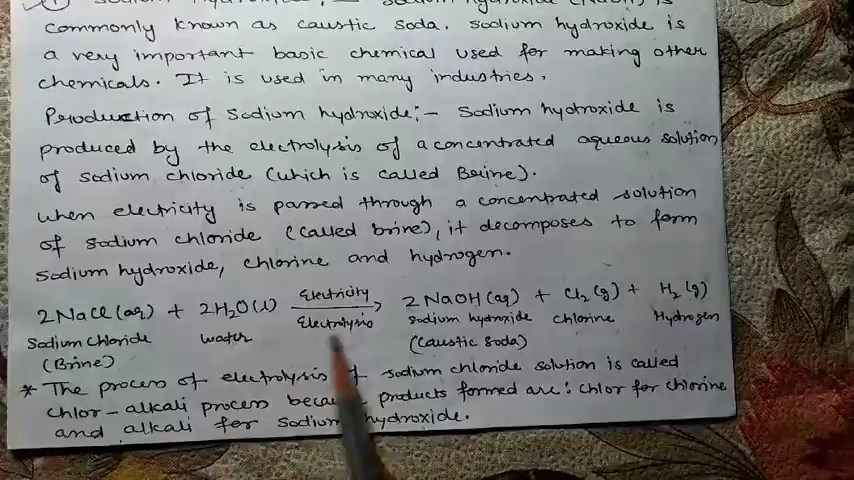 commonly known as caustic soda. Sodium hydroxide is
a very important basic chemical used for making other
chemicals. It is used in many industries.
Production of Sodium hydroxide:- Sodium hydroxide is
produced by the electrolysis of a concentrated aqueous solution
of sodium chloride (which is called Brine).
when electricity is passed through a concentrated solution
of sodium chloride (called brine), it decomposes to form
sodium hydroxide, chlorine and hydrogen.
2NaCl(aq) + 2H₂O(l) Electricity Electrolysis → 2NaOH(aq) + Cl₂(g) + H₂(g)
Sodium Chloride water sodium hydroxide chlorine Hydrogen
(Brine) (caustic soda)
* The process of electrolysis of sodium chloride solution is called
chlor-alkali process products formed are: chlor for chlorine
and alkali for sodium hydroxide.